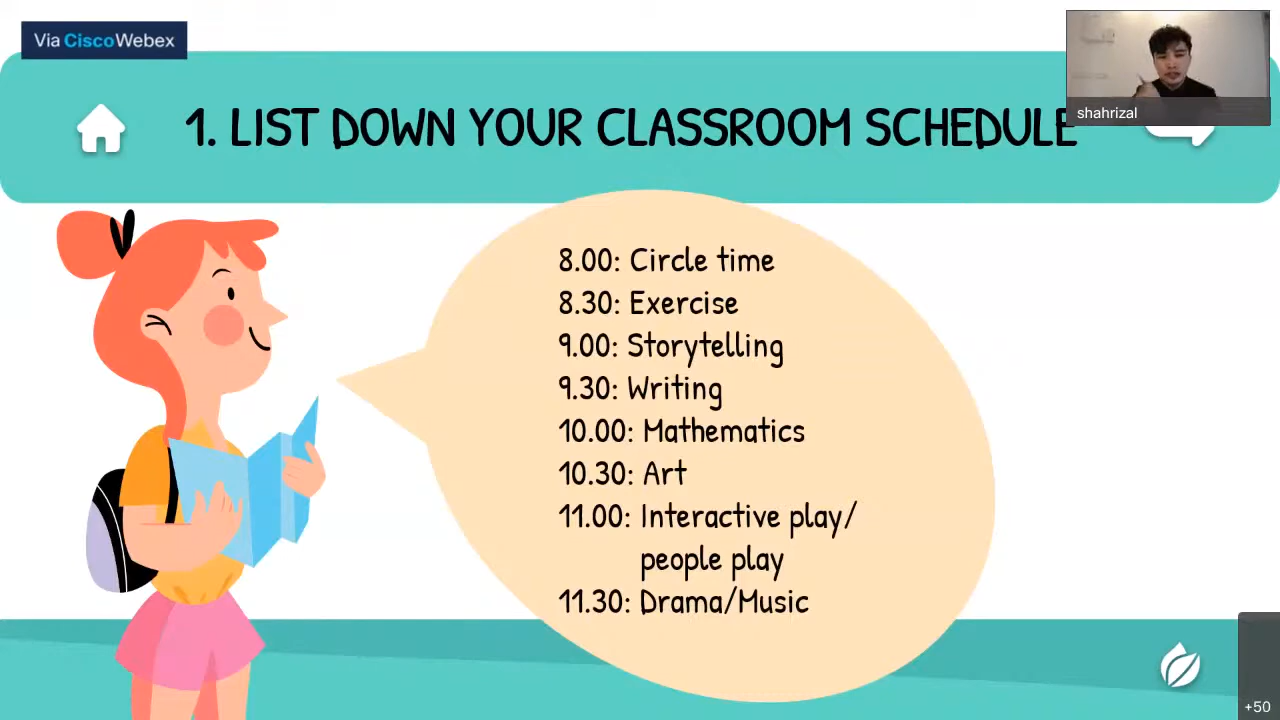 Via CiscoWebex
shahrizal
1. LIST DOWN YOUR CLASSROOM SCHEDULE
8.00: Circle time
8.30: Exercise
9.00: Storytelling
9.30: Writing
10.00: Mathematics
10.30: Art
11.00: Interactive play/
people play
11.30: Drama/Music
+50